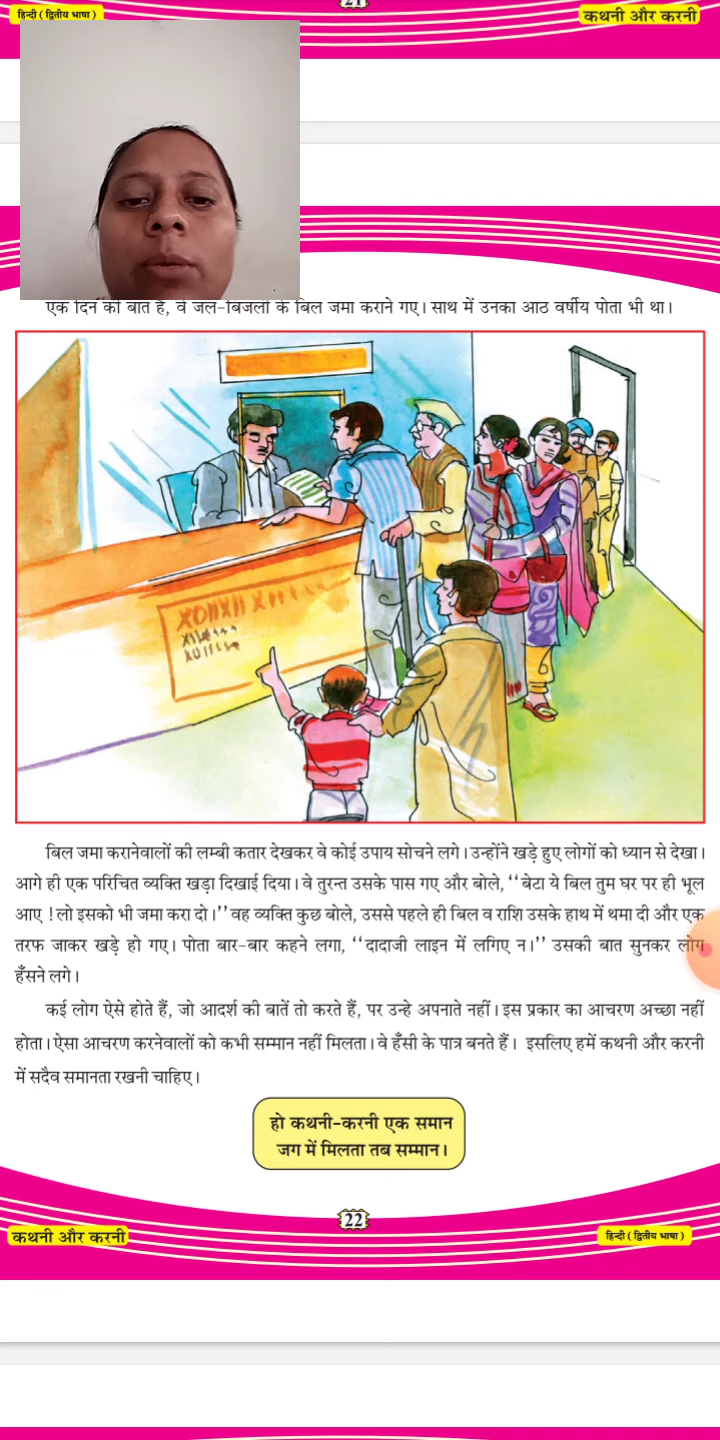 21
हिन्दी ( द्वितीय भाषा )
कथनी और करनी
एक दिन की बात है, वे जल-बिजली के बिल जमा कराने गए। साथ में उनका आठ वर्षीय पोता भी था।
बिल जमा करानेवालों की लम्बी कतार देखकर वे कोई उपाय सोचने लगे। उन्होंने खड़े हुए लोगों को ध्यान से देखा।
आगे ही एक परिचित व्यक्ति खड़ा दिखाई दिया। वे तुरन्त उसके पास गए और बोले, ‘‘बेटा ये बिल तुम घर पर ही भूल
आए ! लो इसको भी जमा करा दो।’’ वह व्यक्ति कुछ बोले, उससे पहले ही बिल व राशि उसके हाथ में थमा दी और एक
तरफ जाकर खड़े हो गए। पोता बार-बार कहने लगा, ‘‘दादाजी लाइन में लगिए न।’’ उसकी बात सुनकर लोग
हँसने लगे।
कई लोग ऐसे होते हैं, जो आदर्श की बातें तो करते हैं, पर उन्हे अपनाते नहीं। इस प्रकार का आचरण अच्छा नहीं
होता। ऐसा आचरण करनेवालों को कभी सम्मान नहीं मिलता। वे हँसी के पात्र बनते हैं। इसलिए हमें कथनी और करनी
में सदैव समानता रखनी चाहिए।
हो कथनी-करनी एक समान
जग में मिलता तब सम्मान।
22
कथनी और करनी
हिन्दी ( द्वितीय भाषा )